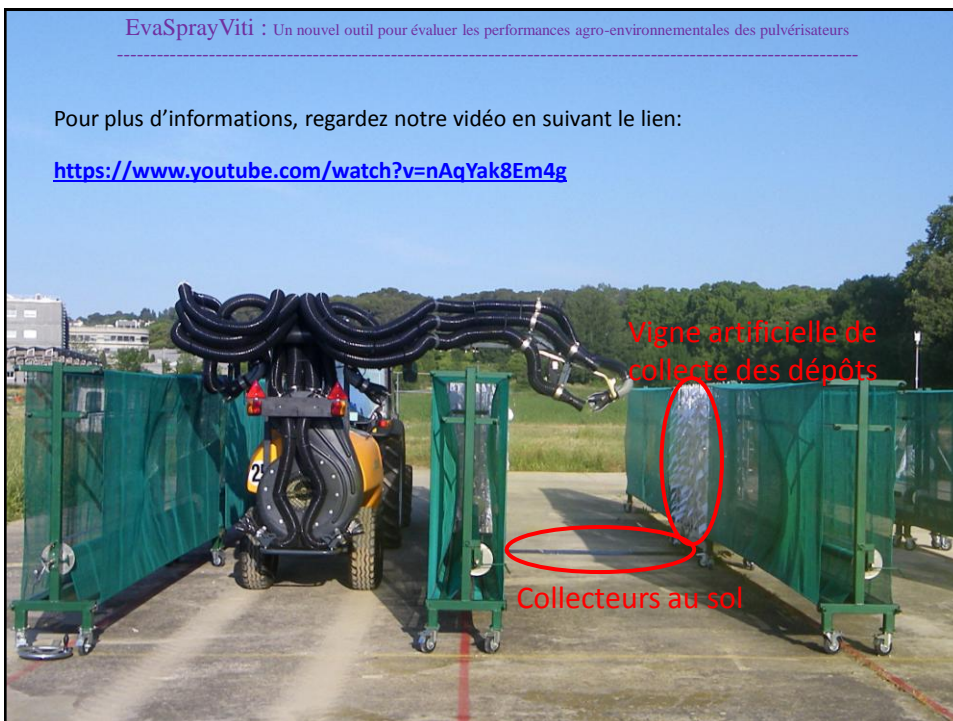 EvaSprayViti : Un nouvel outil pour évaluer les performances agro-environnementales des pulvérisateurs
Pour plus d'informations, regardez notre vidéo en suivant le lien:
https://www.youtube.com/watch?v=nAqYak8Em4g
Vigne artificielle de
collecte des dépôts
25
Collecteurs au sol